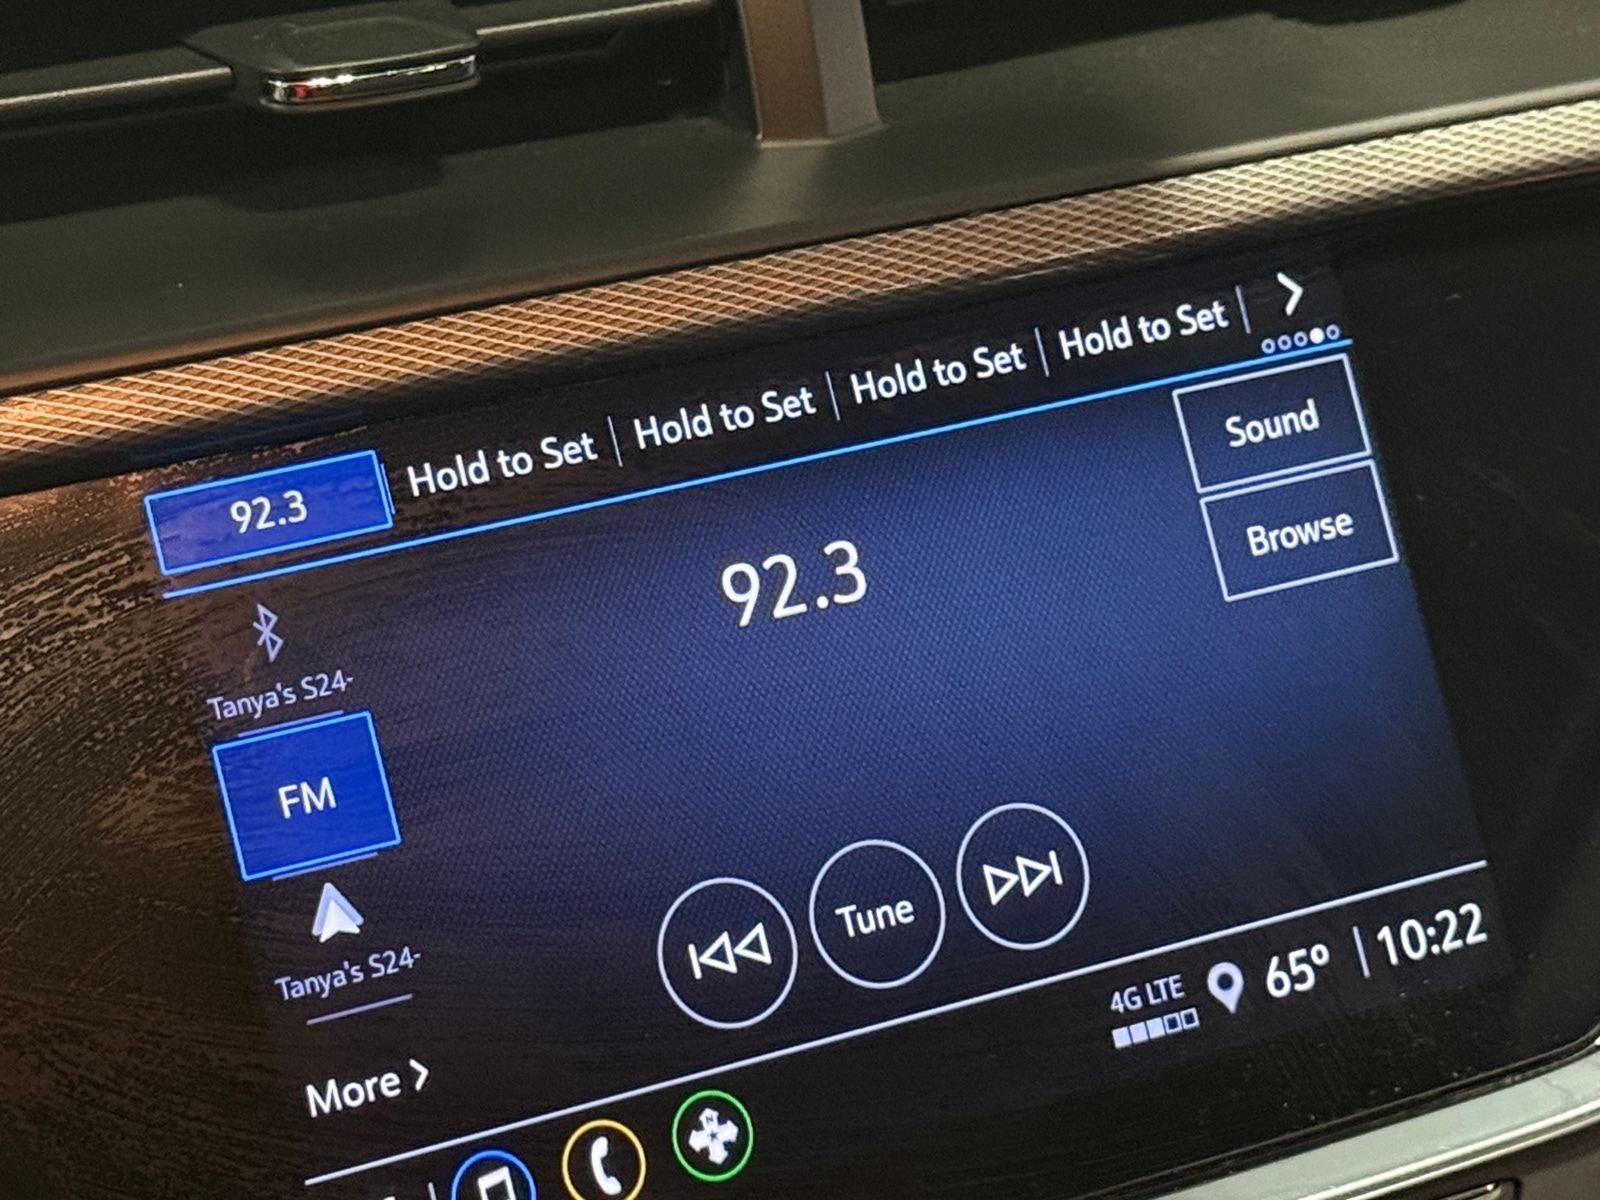 92.3 | Hold to Set | Hold to Set | Hold to Set | Hold to Set |
Sound
92.3
Browse
Tanya's S24-
FM
Tune
Tanya's S24-
4G LTE 65° | 10:22
More
N